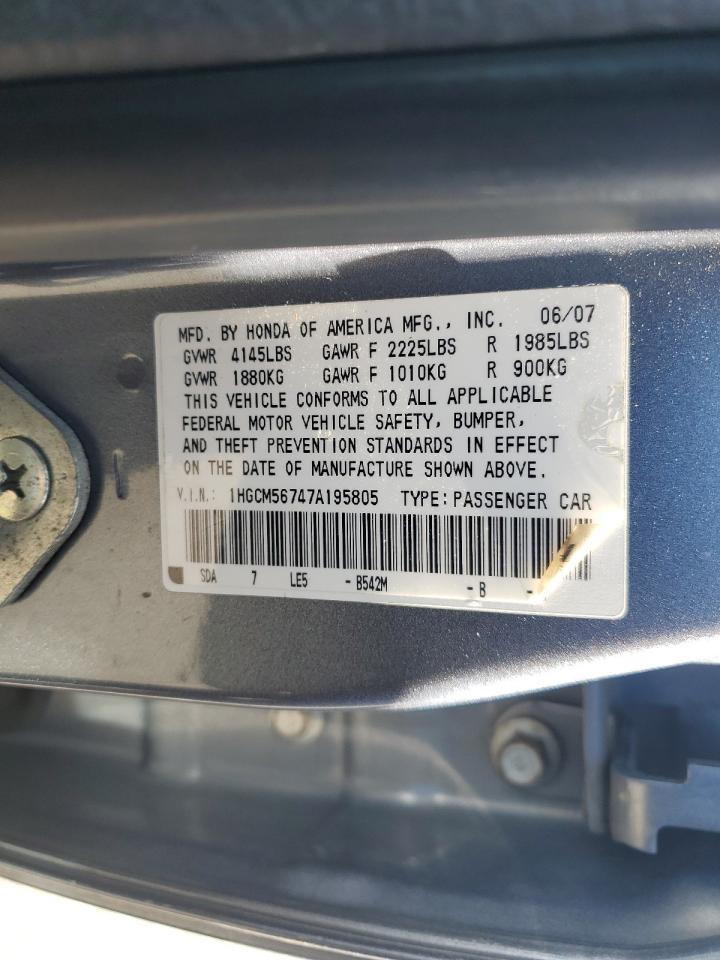 MFD. BY HONDA OF AMERICA MFG., INC. 06/07
GVWR 4145LBS GAWR F 2225LBS R 1985LBS
GVWR 1880KG GAWR F 1010KG R 900KG
THIS VEHICLE CONFORMS TO ALL APPLICABLE
FEDERAL MOTOR VEHICLE SAFETY, BUMPER,
AND THEFT PREVENTION STANDARDS IN EFFECT
ON THE DATE OF MANUFACTURE SHOWN ABOVE.
V.I.N.: 1HGCM56747A195805 TYPE: PASSENGER CAR
SDA 7 LE5 - B542M - B -